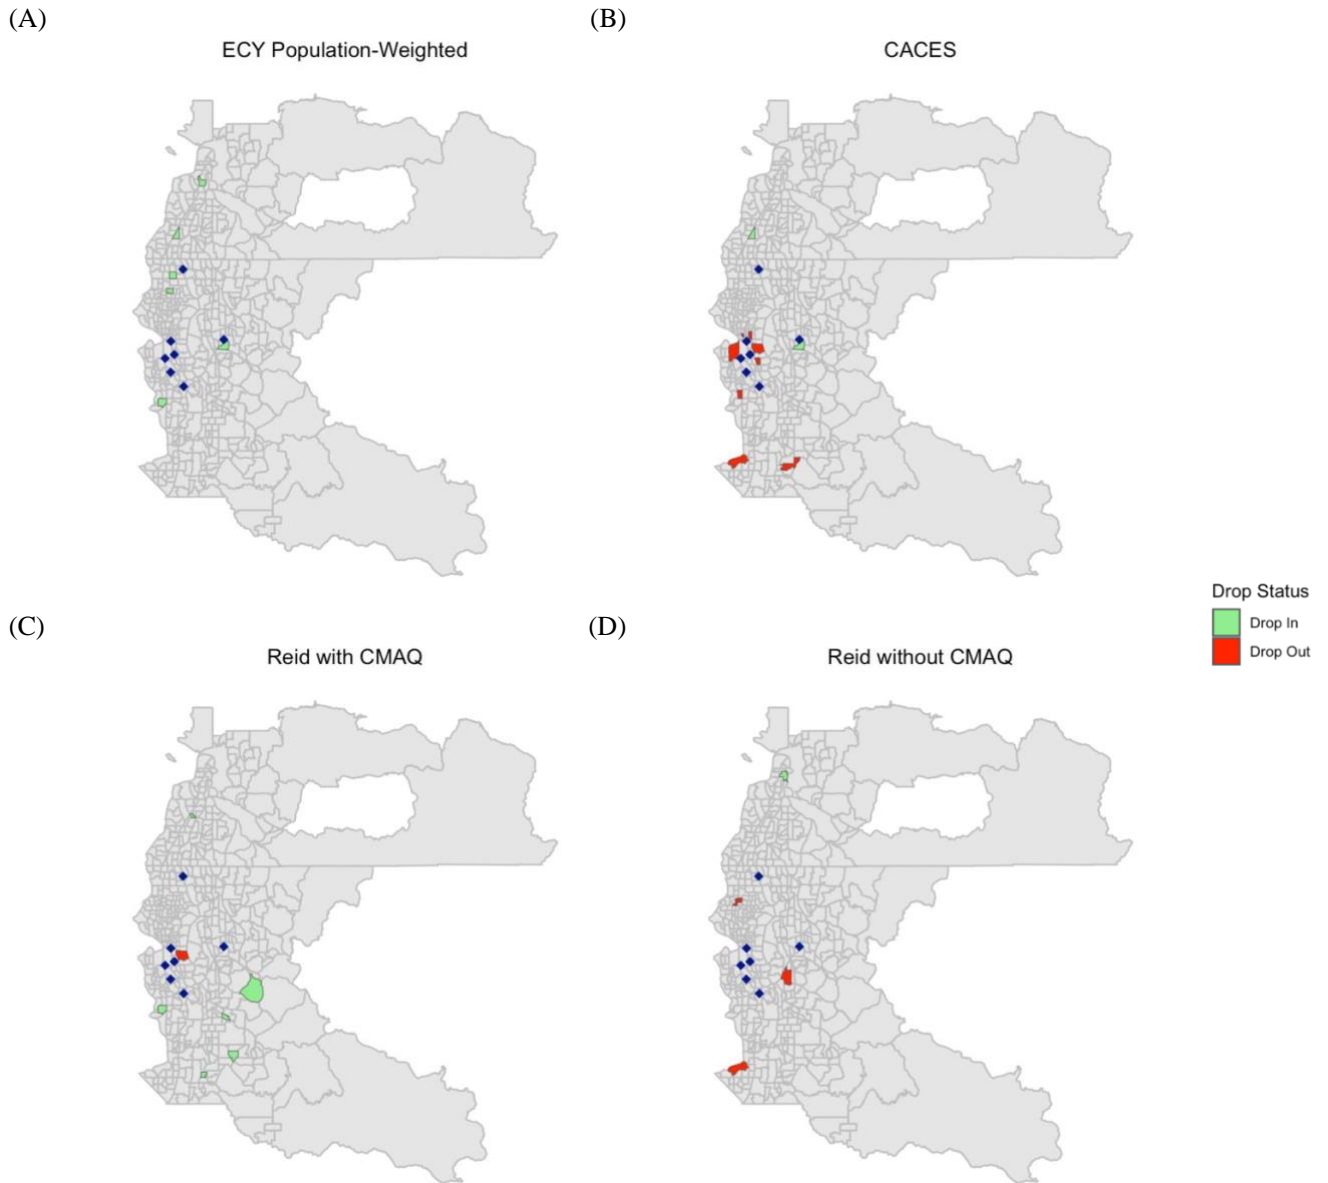 (A)
ECY Population-Weighted
(B)
CACES
Drop Status
Drop In
Drop Out
(C)
Reid with CMAQ
(D)
Reid without CMAQ